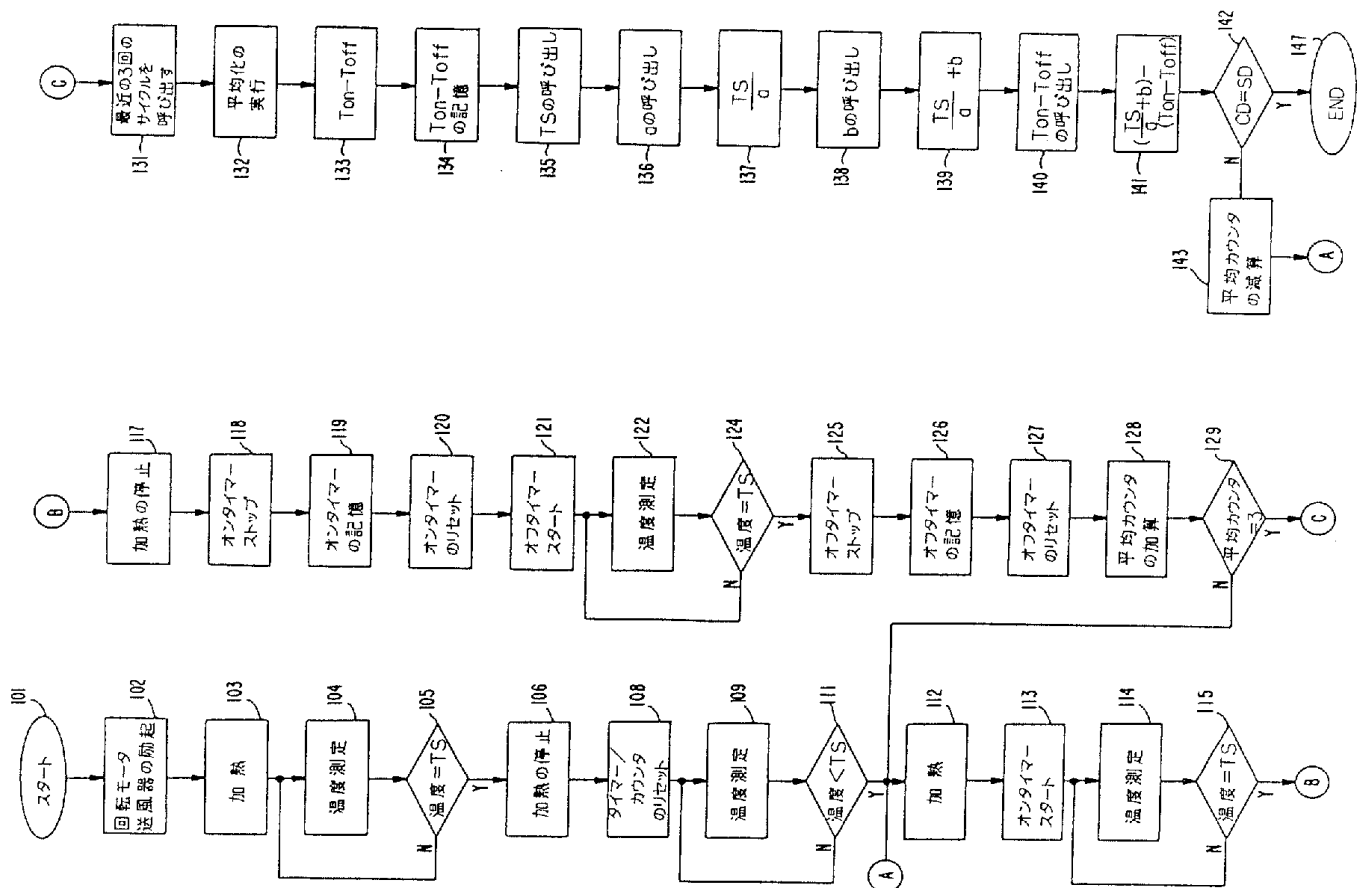 101
スタート
回転モータ
送風器の励起
102
加熱
103
温度測定
104
温度=TS
105
N
Y
加熱の停止
106
タイマー/
カウンタ
のリセット
108
温度測定
109
温度<TS
111
N
Y
A
加熱
112
オンタイマー
スタート
113
温度測定
114
温度=TS
115
N
Y
B
B
加熱の停止
117
オンタイマー
ストップ
118
オンタイマー
の記憶
119
オンタイマー
のリセット
120
オフタイマー
スタート
121
温度測定
122
温度=TS
124
N
Y
オフタイマー
ストップ
125
オフタイマー
の記憶
126
オフタイマー
のリセット
127
平均カウンタ
の加算
128
平均カウンタ
=3
129
N
Y
C
C
最近の3回の
サイクルを
呼び出す
131
平均化の
実行
132
Ton-Toff
133
Ton-Toff
の記憶
134
TSの呼び出し
135
aの呼び出し
136
TS
a
137
bの呼び出し
138
TS
a
+b
139
Ton-Toff
の呼び出し
140
(TS
a
+b)-
(Ton-Toff)
141
CD=SD
142
N
Y
平均カウンタ
の減算
143
A
END
147